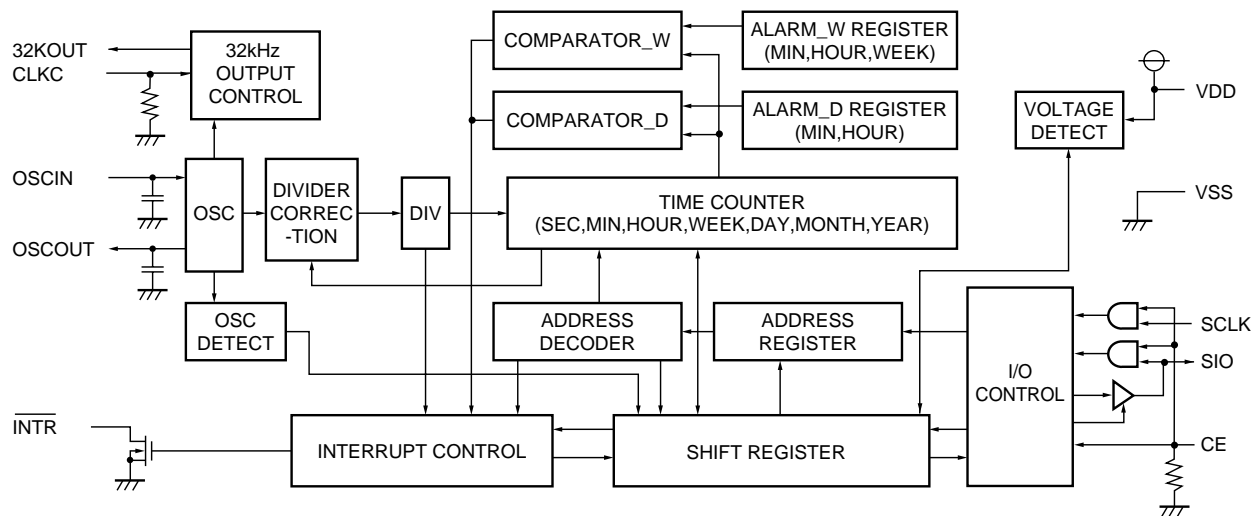 32KOUT
CLKC
32kHz
OUTPUT
CONTROL
COMPARATOR_W
ALARM_W REGISTER
(MIN,HOUR,WEEK)
COMPARATOR_D
ALARM_D REGISTER
(MIN,HOUR)
VOLTAGE
DETECT
VDD
VSS
OSCIN
OSCOUT
OSC
DIVIDER
CORREC
-TION
DIV
TIME COUNTER
(SEC,MIN,HOUR,WEEK,DAY,MONTH,YEAR)
OSC
DETECT
ADDRESS
DECODER
ADDRESS
REGISTER
I/O
CONTROL
SCLK
SIO
CE
INTR
INTERRUPT CONTROL
SHIFT REGISTER